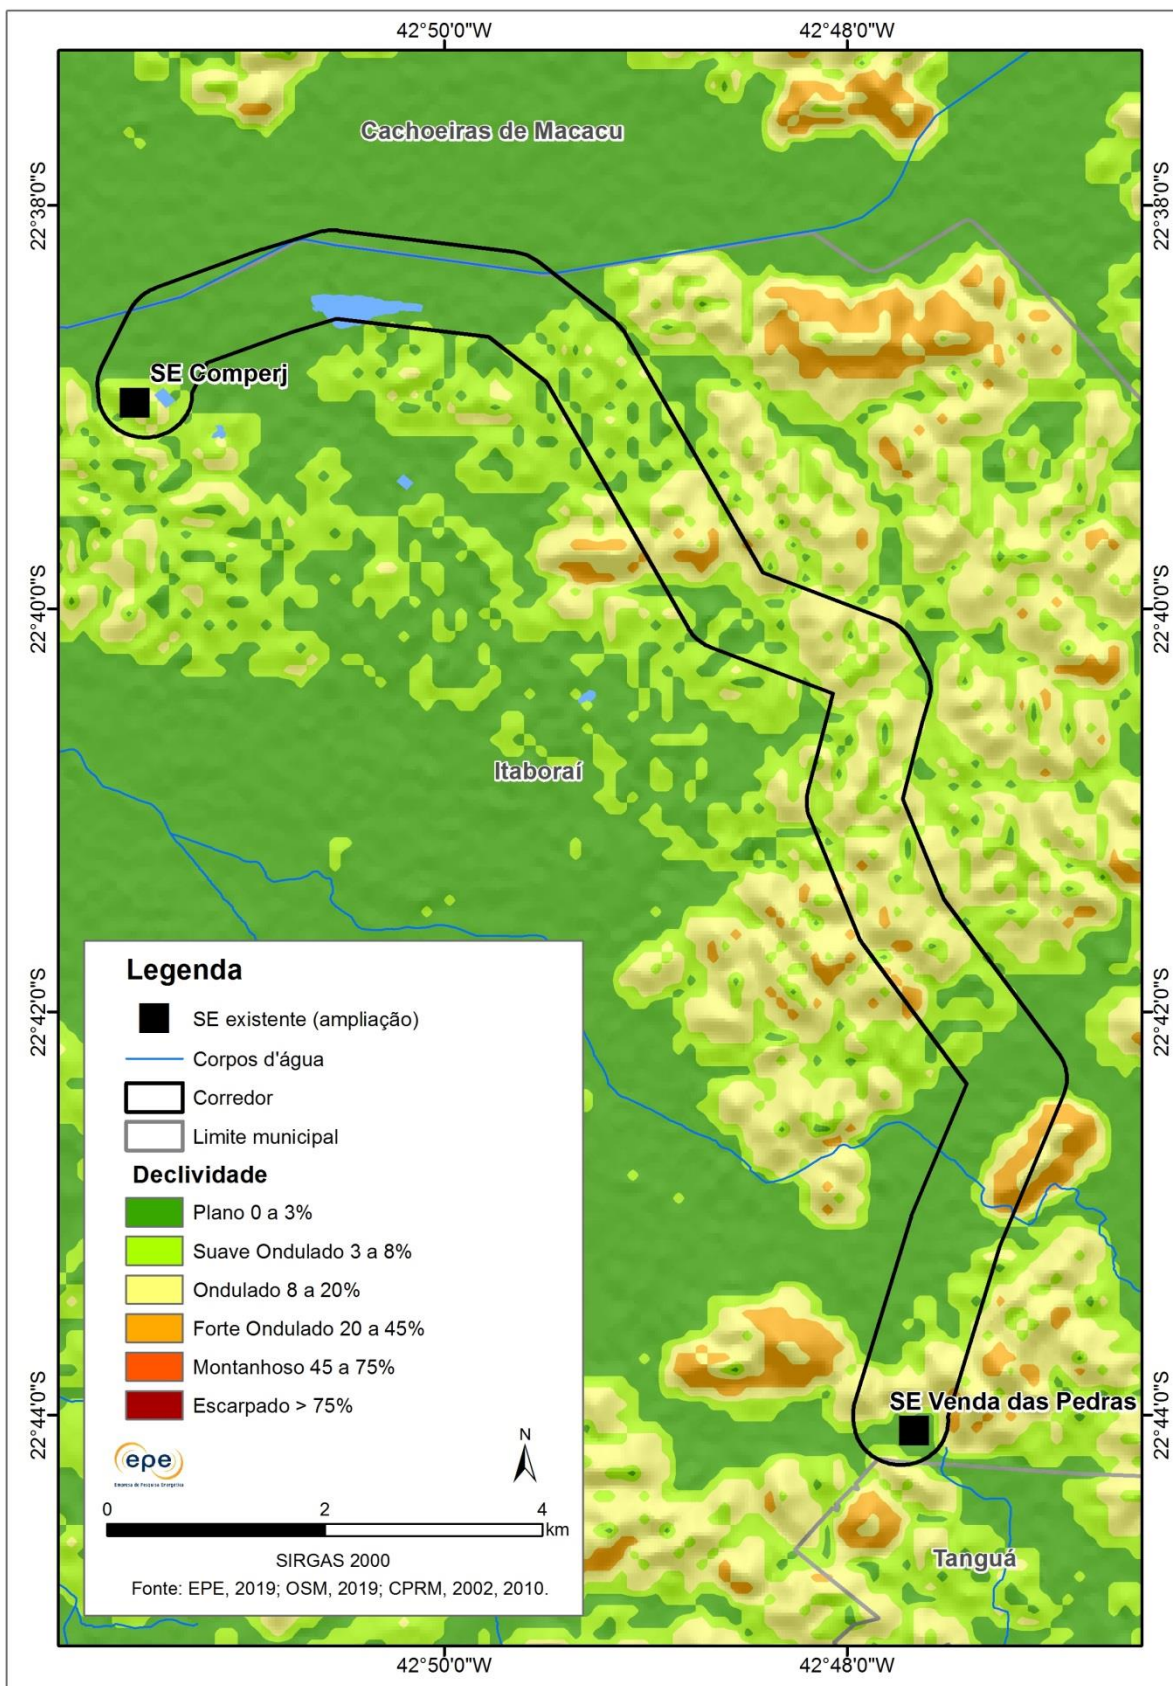 42°50'0"W
42°48'0"W
Cachoeiras de Macacu
22°38'0"S
22°38'0"S
SE Comperj
22°40'0"S
22°40'0"S
Itaboraí
22°42'0"S
22°42'0"S
Legenda
SE existente (ampliação)
Corpos d'água
Corredor
Limite municipal
Declividade
Plano 0 a 3%
Suave Ondulado 3 a 8%
Ondulado 8 a 20%
Forte Ondulado 20 a 45%
Montanhoso 45 a 75%
Escarpado > 75%
22°44'0"S
22°44'0"S
SE Venda das Pedras
epe
Empresa de Pesquisa Energética
N
0 2 4
km
SIRGAS 2000
Fonte: EPE, 2019; OSM, 2019; CPRM, 2002, 2010.
Tanguá
42°50'0"W
42°48'0"W